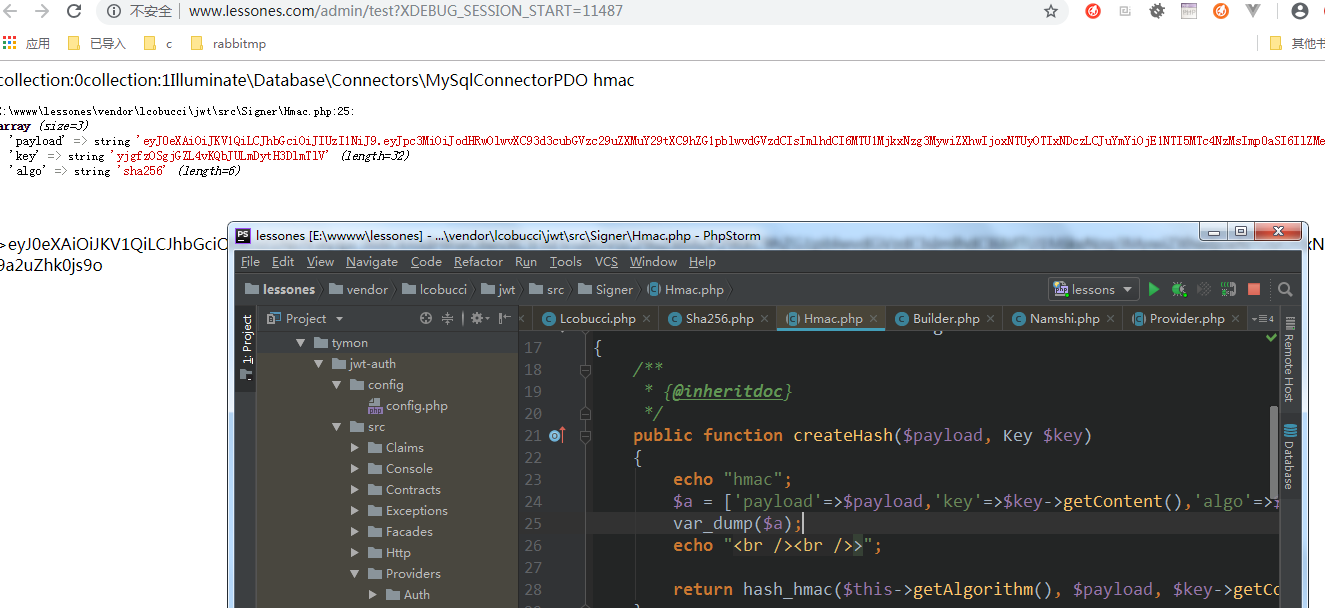 不安全 www.lessones.com/admin/test?XDEBUG_SESSION_START=11487
应用 已导入 c rabbitmp 其他书
collection:0collection:1Illuminate\Database\Connectors\MySqlConnectorPDO hmac
:\wwww\lessones\vendor\lcobucci\jwt\src\Signer\Hmac.php:25:
array (size=3)
'payload' => string
'key' => string 'yjgfzOSgjGZL4vKQbJULmDytH3DlmTlV' (length=32)
'algo' => string 'sha256' (length=6)
>eyJ0eXAiOiJKV1QiLCJhbGciO
9a2uZhk0js9o
PS lessones [E:\wwww\lessones] - ...\vendor\lcobucci\jwt\src\Signer\Hmac.php - PhpStorm
File Edit View Navigate Code Refactor Run Tools VCS Window Help
lessones vendor lcobucci jwt src Signer Hmac.php lessons
1: Project
Project
Lcobucci.php Sha256.php Hmac.php Builder.php Namshi.php Provider.php
tymon
jwt-auth
config
config.php
src
Claims
Console
Contracts
Exceptions
Facades
Http
Providers
Auth
17 {
18 /**
19 * {@inheritdoc}
20 */
21 public function createHash($payload, Key $key)
22 {
23 echo "hmac";
24 $a = ['payload'=>$payload,'key'=>$key->getContent(),'algo'=>$
25 var_dump($a);
26 echo "<br /><br />>";
27
28 return hash_hmac($this->getAlgorithm(), $payload, $key->getCo
Remote Host
Database